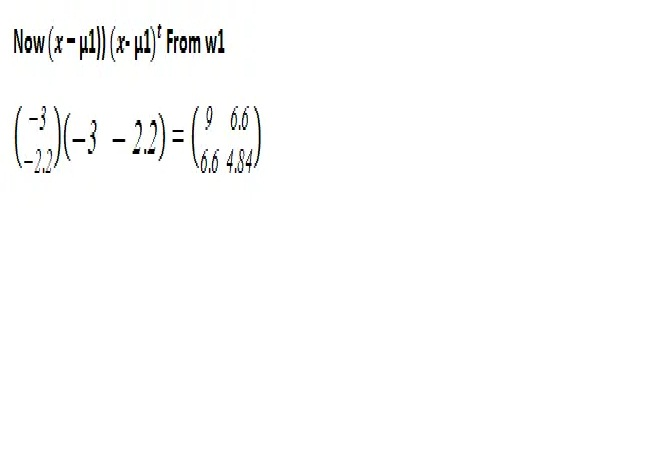 Now (x − μ1)) (x- μ1)ᵗ From w1
(−3 −2.2)(−3 − 2.2) = (9 6.6 6.6 4.84)